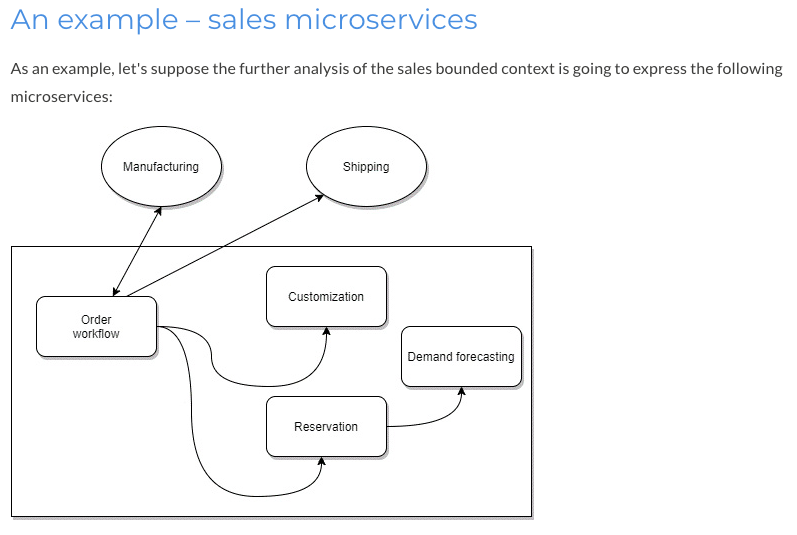 An example – sales microservices
As an example, let's suppose the further analysis of the sales bounded context is going to express the following
microservices:
Manufacturing
Shipping
Customization
Order
workflow
Demand forecasting
Reservation